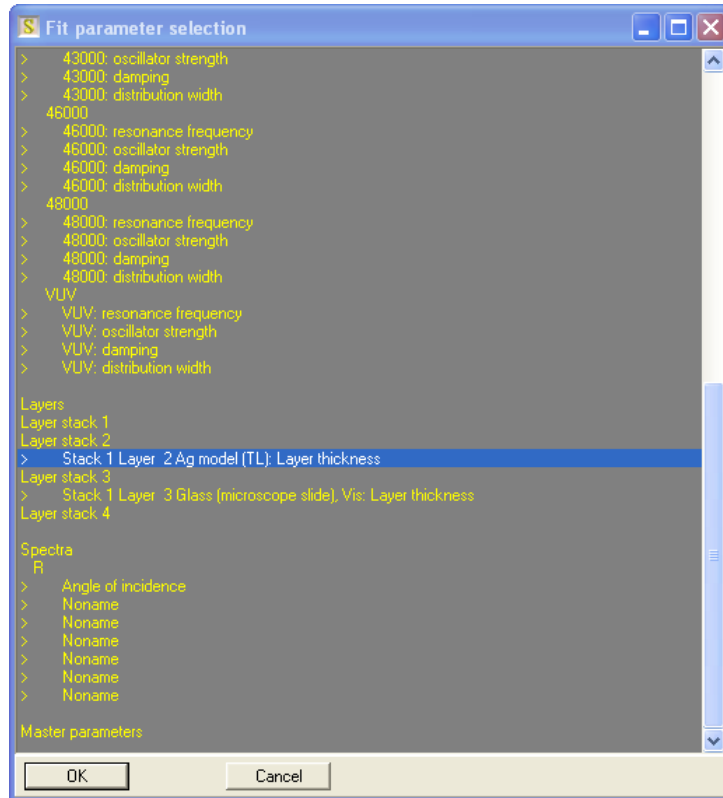 S Fit parameter selection
> 43000: oscillator strength
> 43000: damping
> 43000: distribution width
46000
> 46000: resonance frequency
> 46000: oscillator strength
> 46000: damping
> 46000: distribution width
48000
> 48000: resonance frequency
> 48000: oscillator strength
> 48000: damping
> 48000: distribution width
VUV
> VUV: resonance frequency
> VUV: oscillator strength
> VUV: damping
> VUV: distribution width
Layers
Layer stack 1
Layer stack 2
> Stack 1 Layer 2 Ag model (TL): Layer thickness
Layer stack 3
> Stack 1 Layer 3 Glass (microscope slide), Vis: Layer thickness
Layer stack 4
Spectra
R
> Angle of incidence
> Noname
> Noname
> Noname
> Noname
> Noname
> Noname
Master parameters
OK Cancel